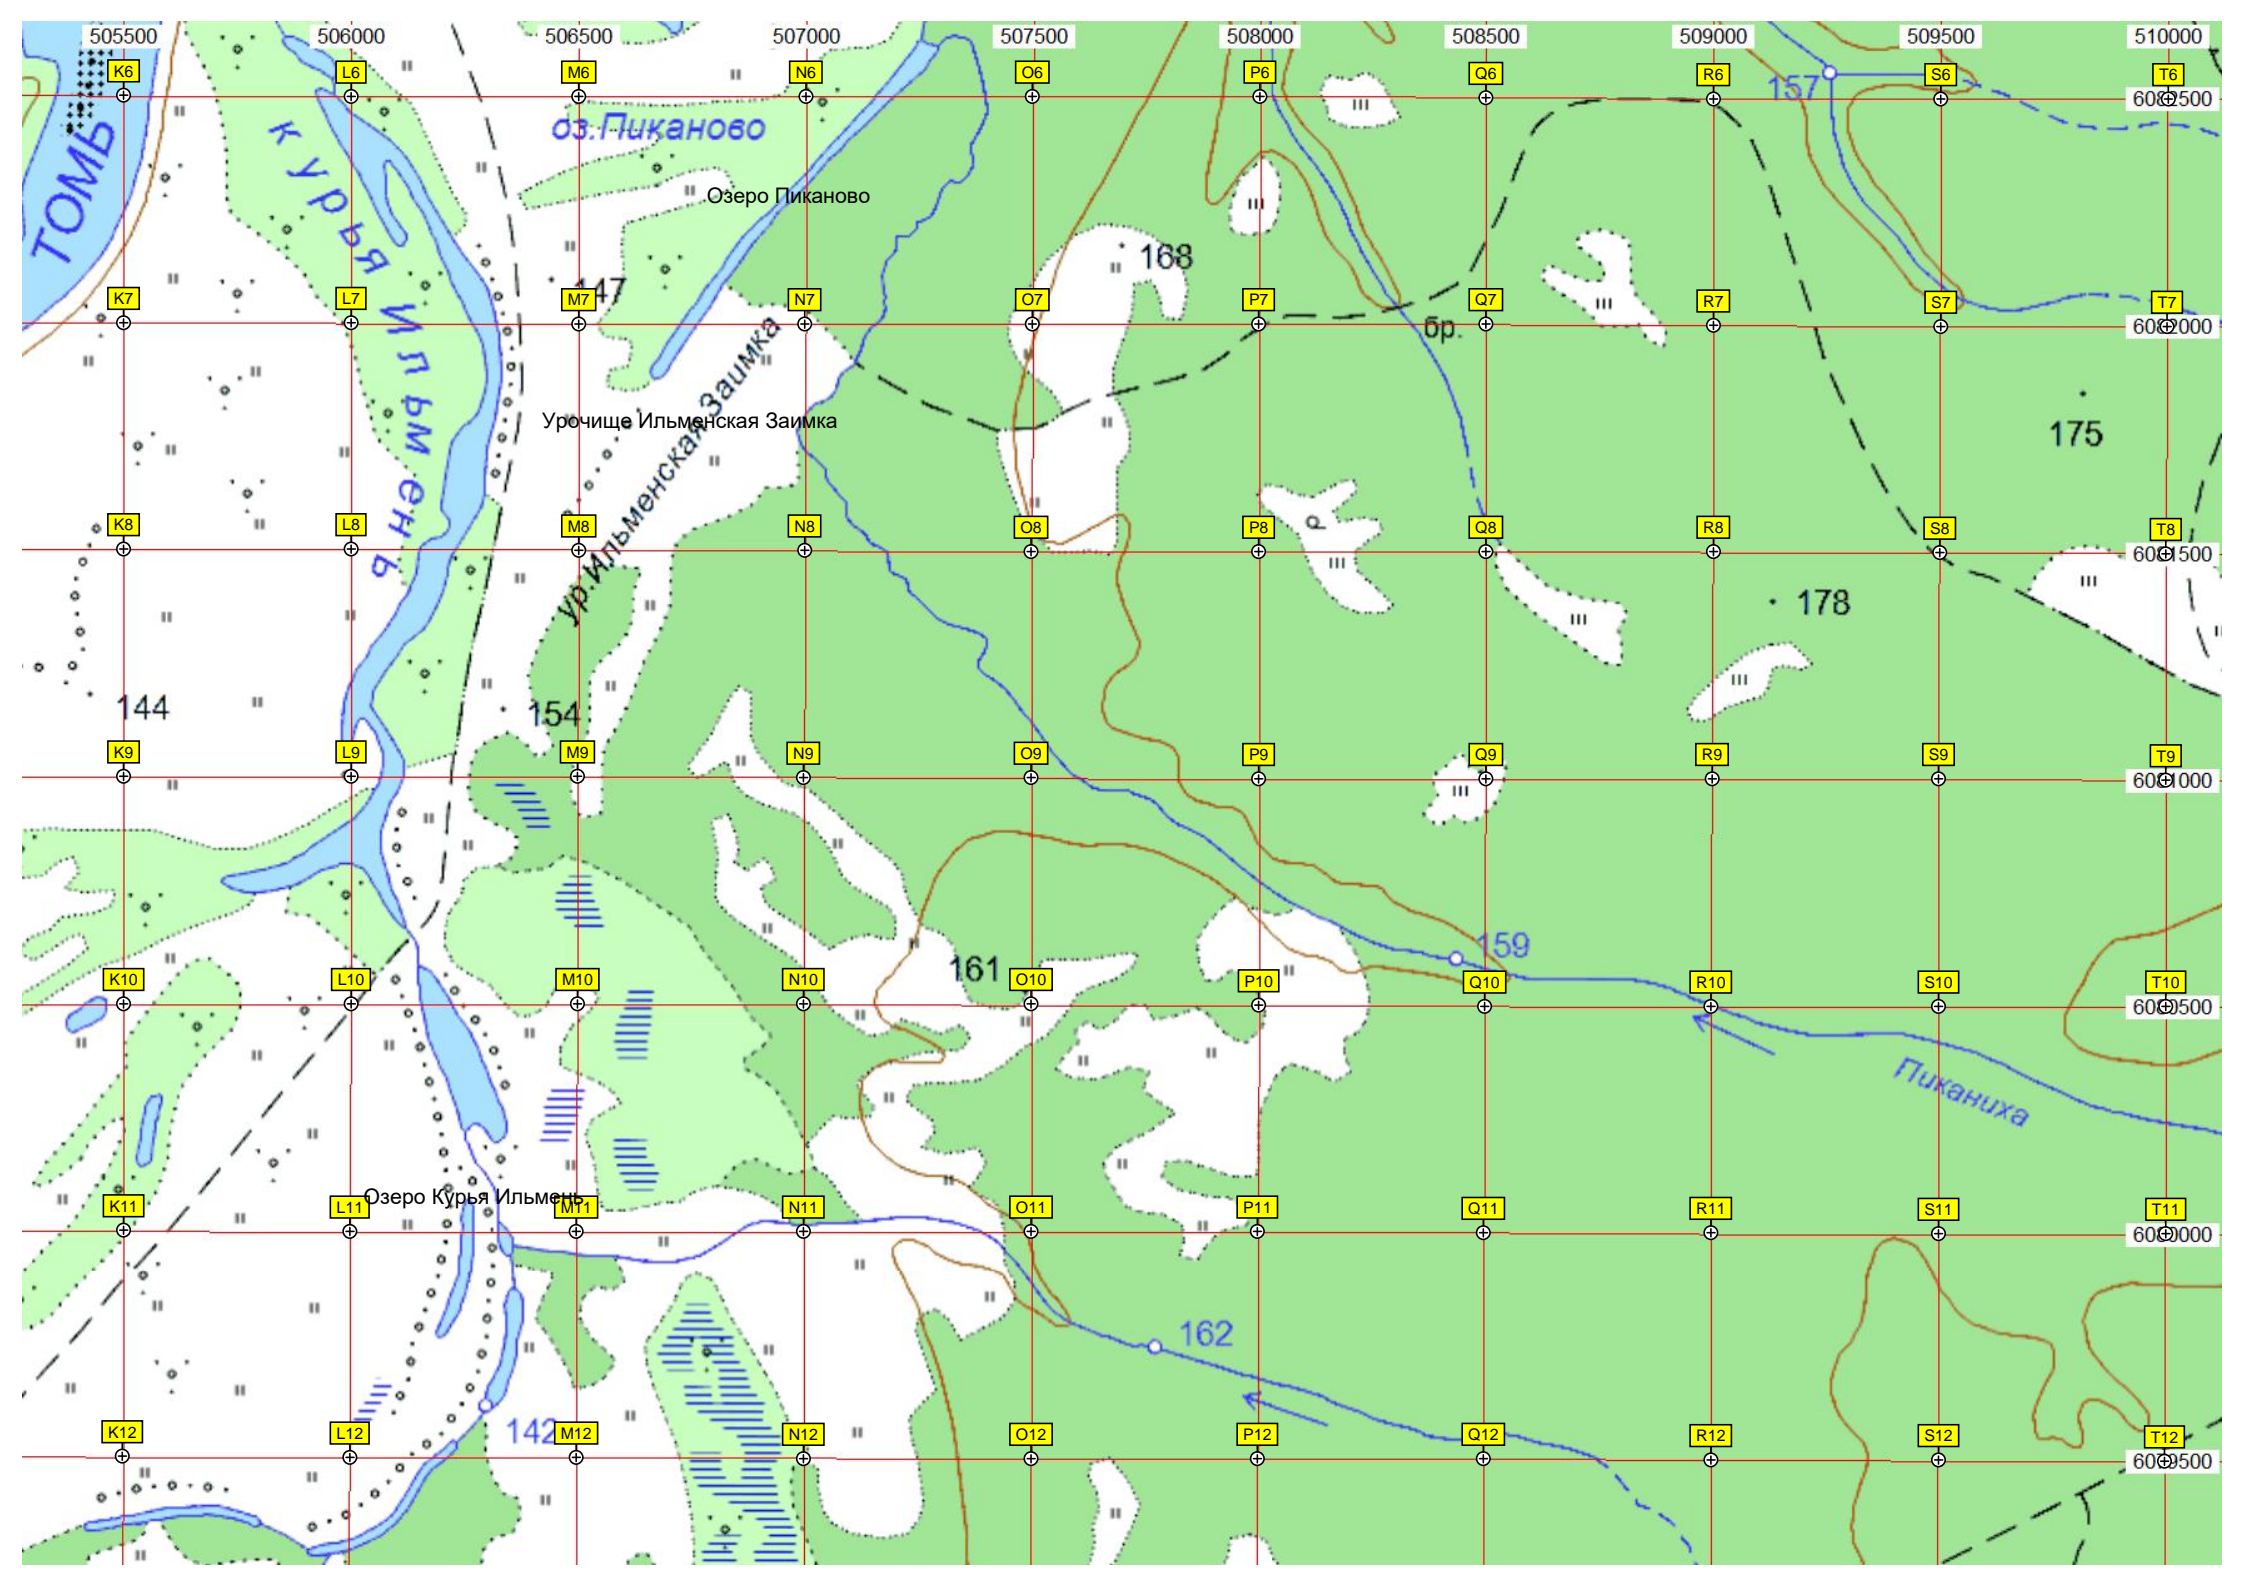 505500 506000 506500 507000 507500 508000 508500 509000 509500 510000
K6 L6 M6 N6 O6 P6 Q6 R6 S6 T6
157
6082500
ТОМЬ
Курья Ильмень
оз.Пиканово
Озеро Пиканово
168
147
K7 L7 M7 N7 O7 P7 Q7 R7 S7 T7
бр.
6082000
Урочище Ильменская Заимка
ур.Ильменская Заимка
175
K8 L8 M8 N8 O8 P8 Q8 R8 S8 T8
6081500
р
178
144
154
K9 L9 M9 N9 O9 P9 Q9 R9 S9 T9
6081000
159
161
K10 L10 M10 N10 O10 P10 Q10 R10 S10 T10
6080500
Пиканиха
Озеро Курья Ильмень
K11 L11 M11 N11 O11 P11 Q11 R11 S11 T11
6080000
162
142
K12 L12 M12 N12 O12 P12 Q12 R12 S12 T12
6079500